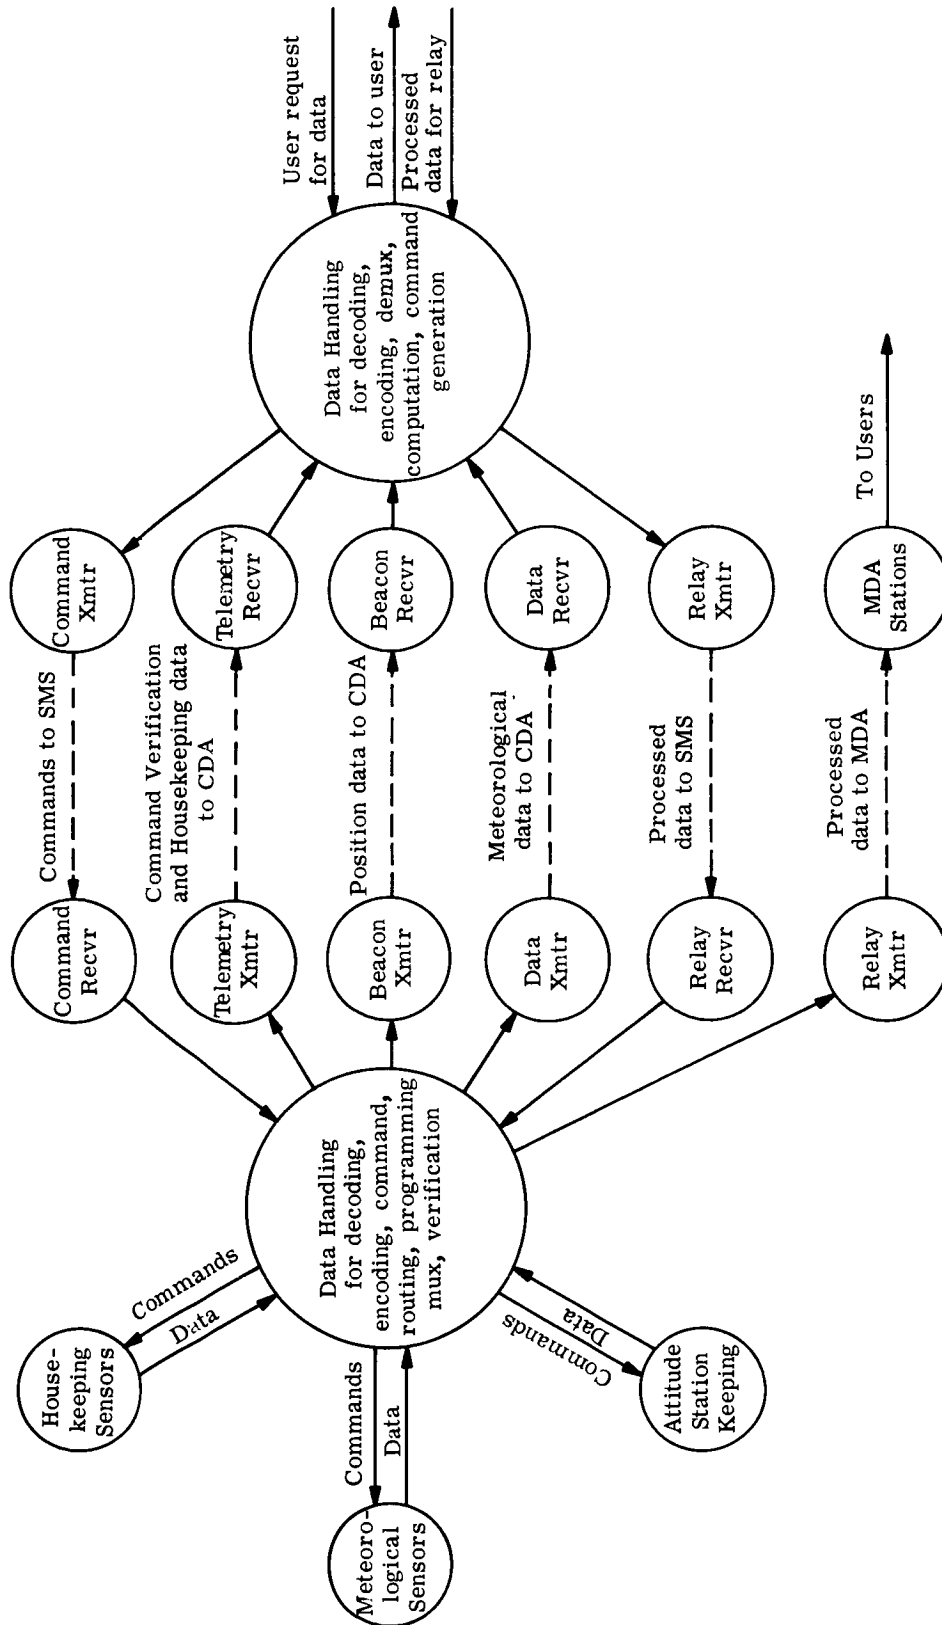 House-
keeping
Sensors
Commands
Data
Meteoro-
logical
Sensors
Commands
Data
Attitude
Station
Keeping
Commands
Data
Data Handling
for decoding,
encoding, command,
routing, programming
mux, verification
Command
Recvr
Commands to SMS
Command
Xmtr
Telemetry
Xmtr
Command Verification
and Housekeeping data
to CDA
Telemetry
Recvr
Beacon
Xmtr
Position data to CDA
Beacon
Recvr
Data
Xmtr
Meteorological
data to CDA
Data
Recvr
Relay
Recvr
Processed
data to SMS
Relay
Xmtr
Relay
Xmtr
Processed
data to MDA
MDA
Stations
To Users
Data Handling
for decoding,
encoding, demux,
computation, command
generation
User request
for data
Data to user
Processed
data for relay